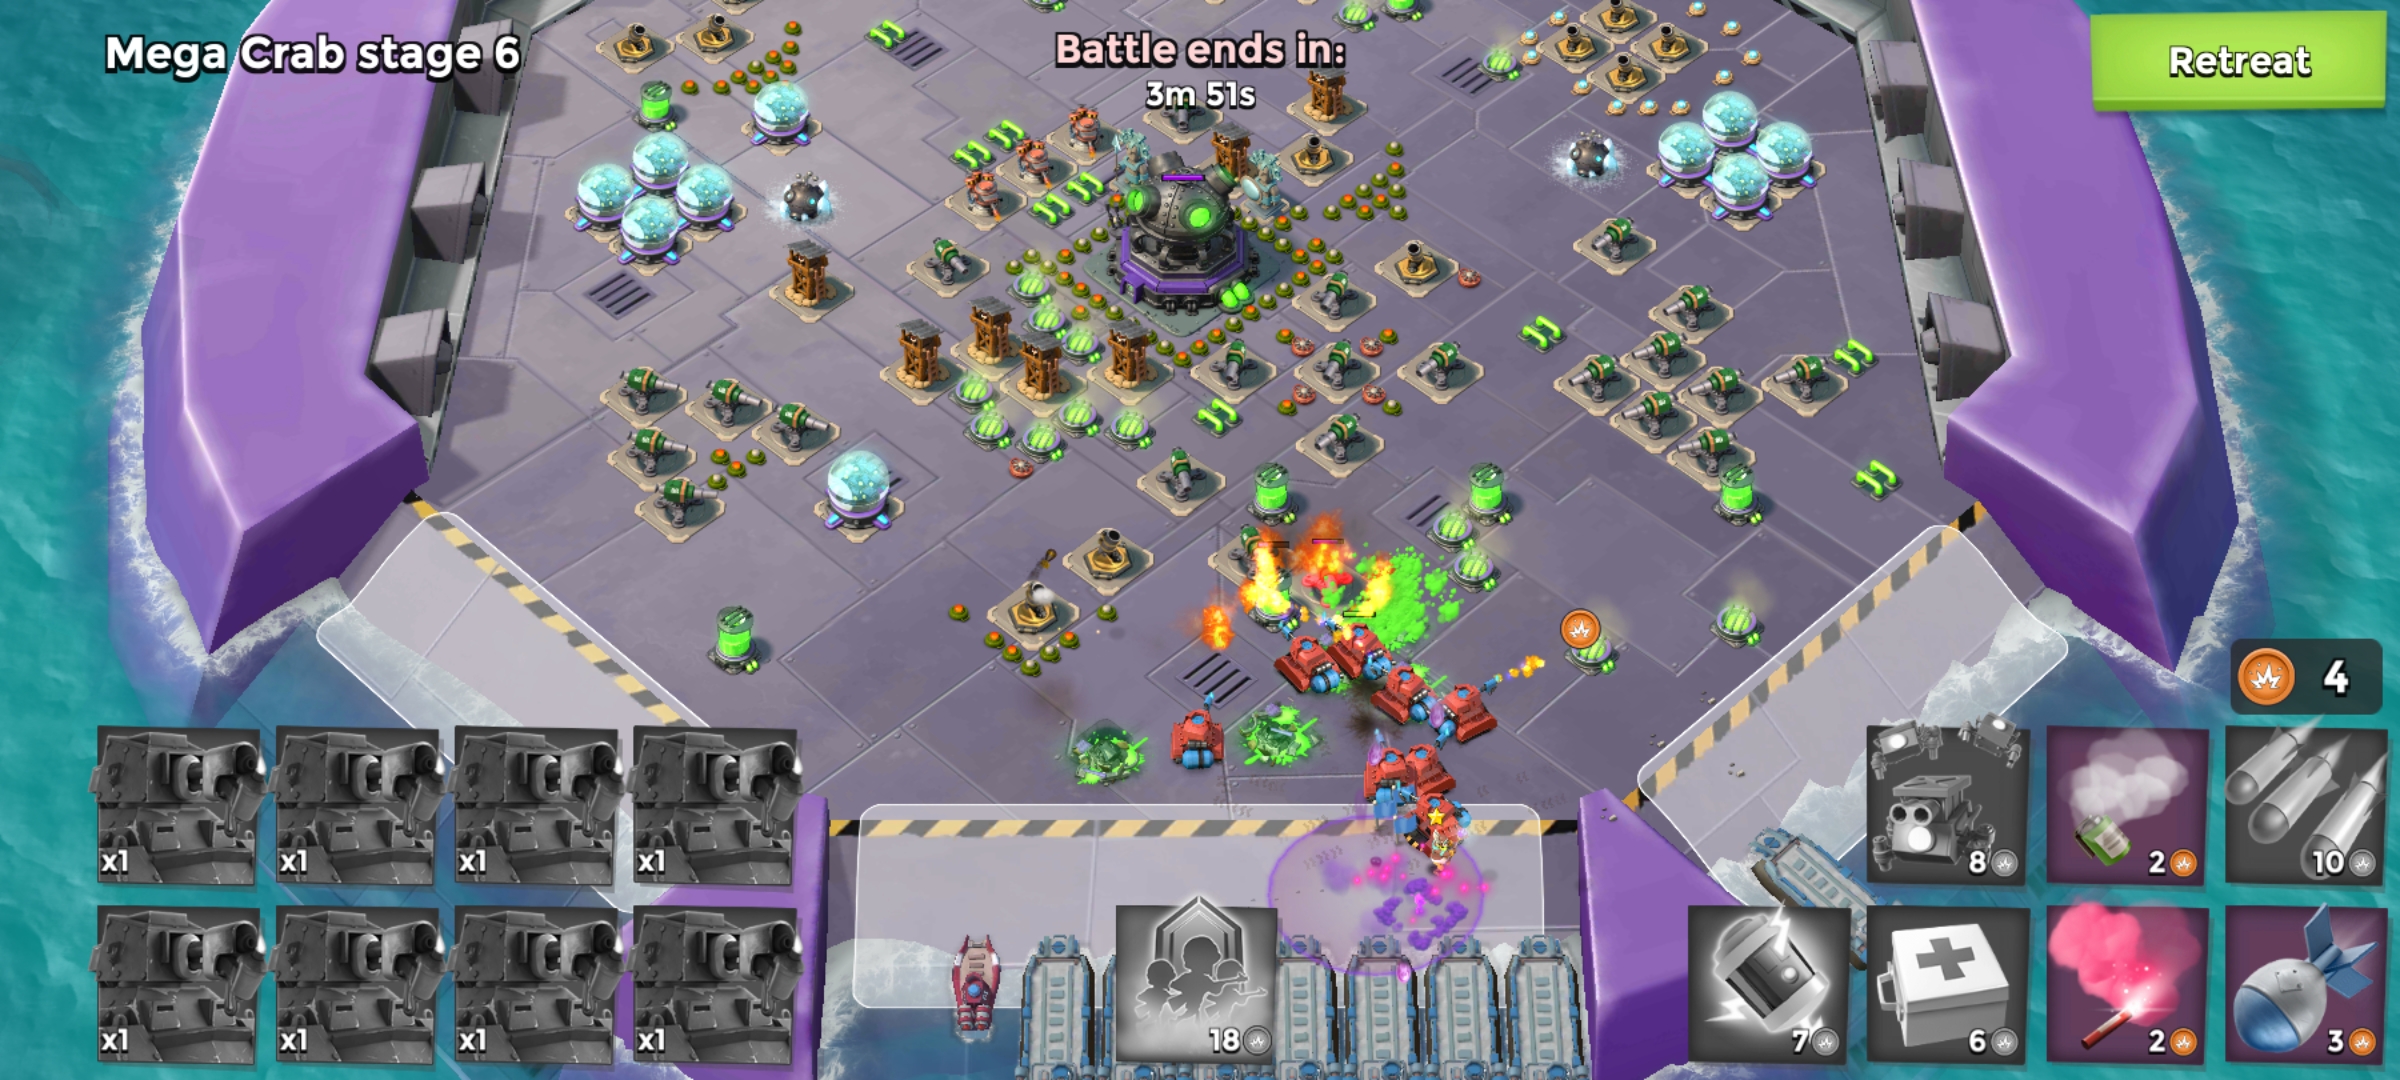 Mega Crab stage 6
Battle ends in:
3m 51s
Retreat
4
x1
x1
x1
x1
8
2
10
x1
x1
x1
x1
18
7
6
2
3